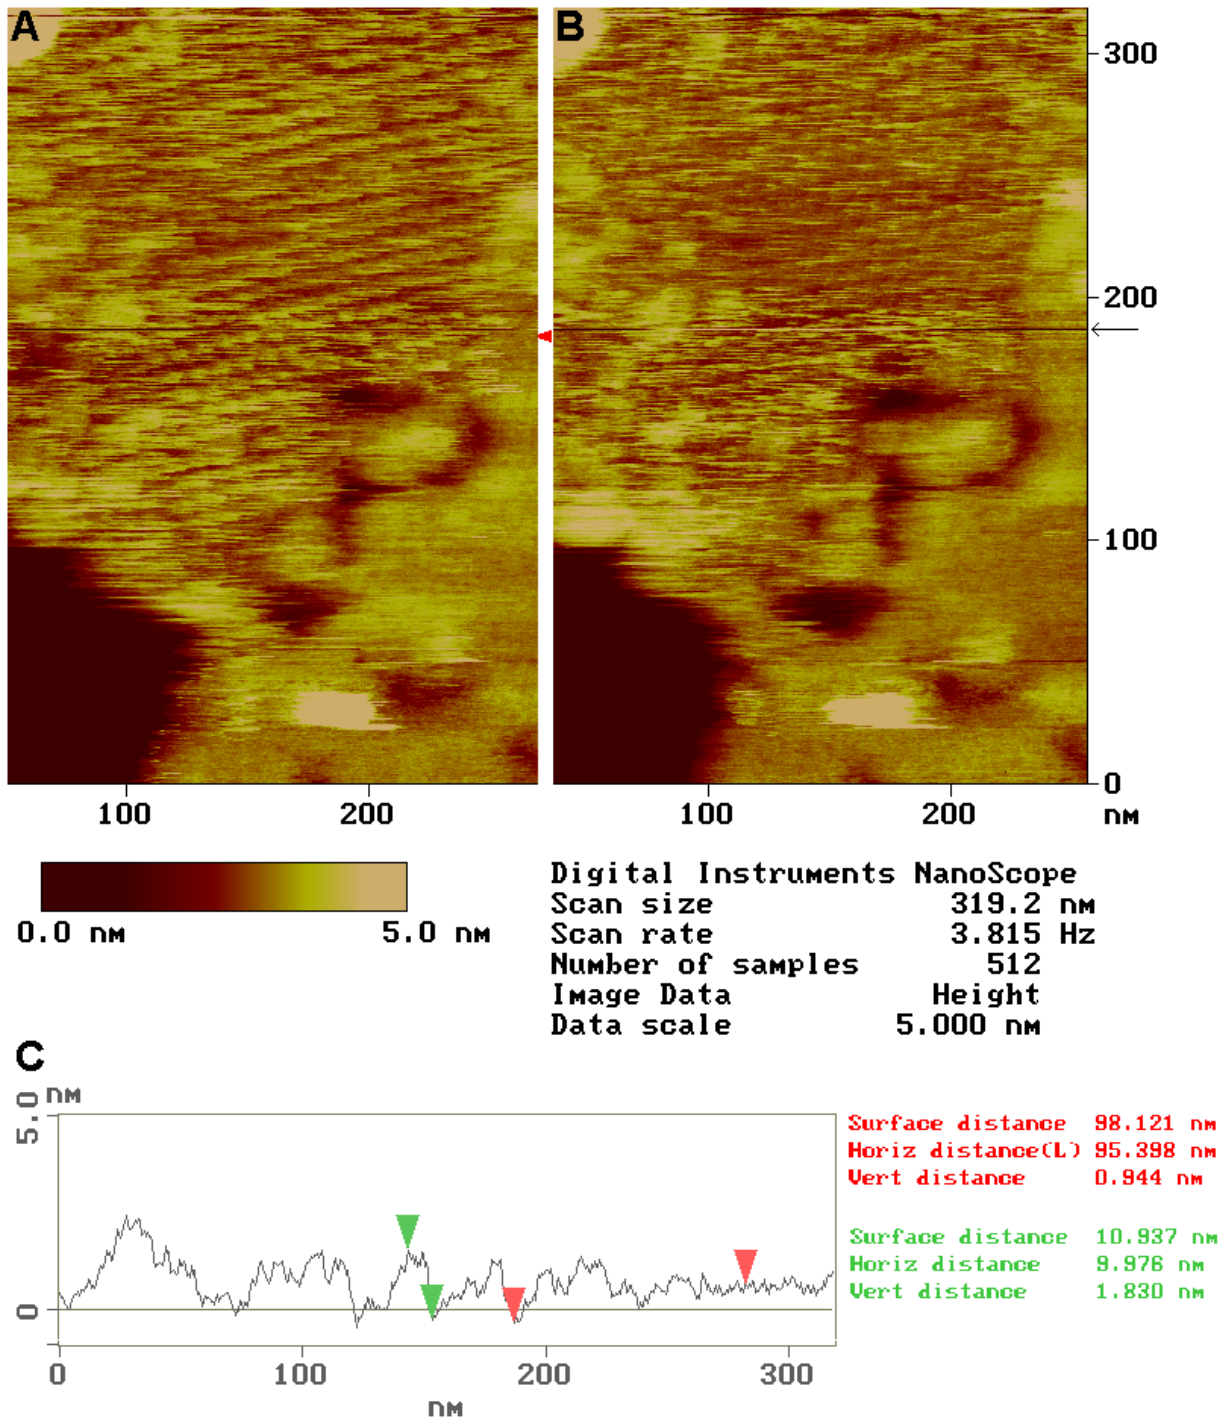 A
B
300
200
100
0
100 200
100 200 nm
0.0 nm 5.0 nm
Digital Instruments NanoScope
Scan size 319.2 nm
Scan rate 3.815 Hz
Number of samples 512
Image Data Height
Data scale 5.000 nm
C
nm
5.0
0
0 100 200 300
nm
Surface distance 98.121 nm
Horiz distance(L) 95.398 nm
Vert distance 0.944 nm
Surface distance 10.937 nm
Horiz distance 9.976 nm
Vert distance 1.830 nm